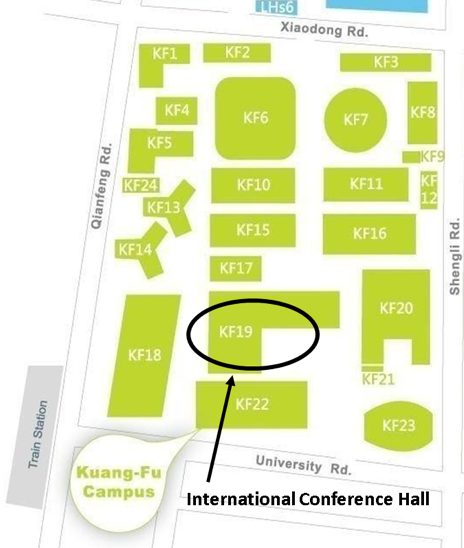 LHs6
Xiaodong Rd.
KF1
KF2
KF3
KF4
KF6
KF7
KF8
KF5
KF9
KF24
KF10
KF11
KF
12
KF13
KF15
KF16
KF14
KF17
Qianfeng Rd.
Shengli Rd.
KF19
KF20
KF18
KF21
KF22
KF23
Train Station
Kuang-Fu
Campus
University Rd.
International Conference Hall